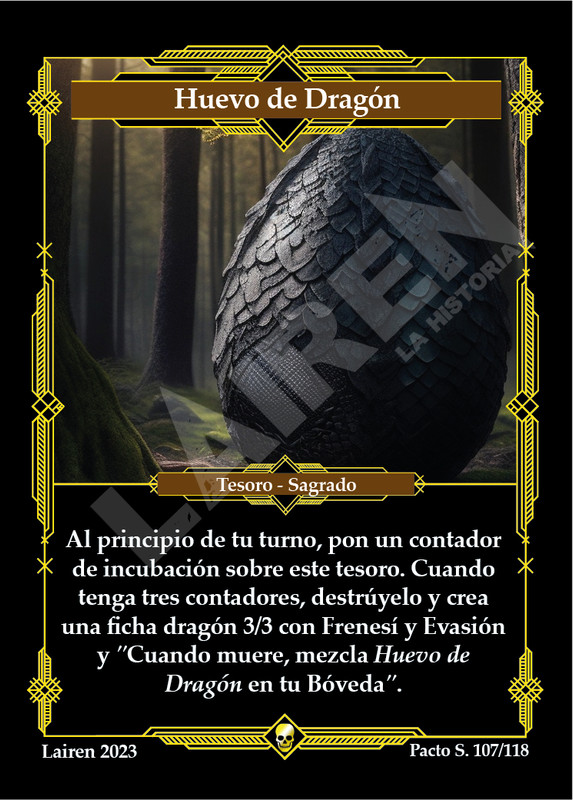 Huevo de Dragón
LAIREN
LA HISTORIA
Tesoro - Sagrado
Al principio de tu turno, pon un contador
de incubación sobre este tesoro. Cuando
tenga tres contadores, destrúyelo y crea
una ficha dragón 3/3 con Frenesí y Evasión
y "Cuando muere, mezcla Huevo de
Dragón en tu Bóveda".
Lairen 2023
Pacto S. 107/118